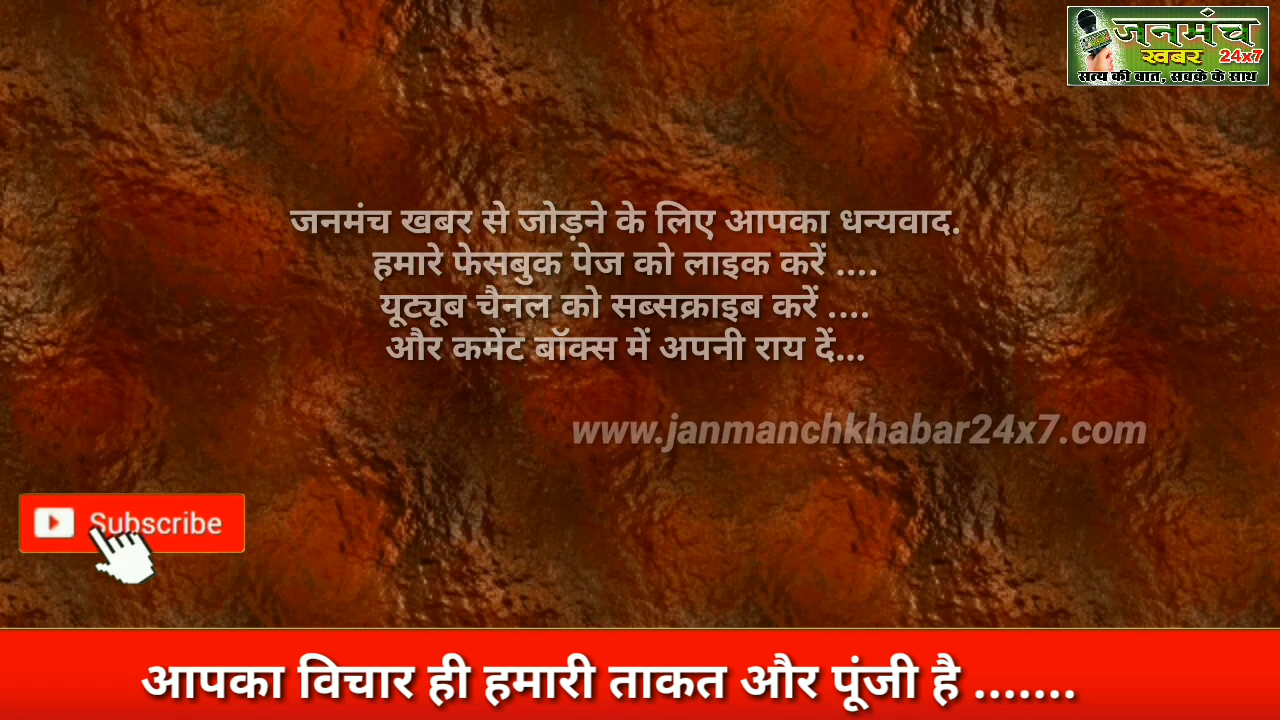 जनमंच
खबर 24x7
सत्य की बात, सबके के साथ
जनमंच खबर से जोड़ने के लिए आपका धन्यवाद.
हमारे फेसबुक पेज को लाइक करें ....
यूट्यूब चैनल को सब्सक्राइब करें ....
और कमेंट बॉक्स में अपनी राय दें...
www.janmanchkhabar24x7.com
Subscribe
आपका विचार ही हमारी ताकत और पूंजी है .......